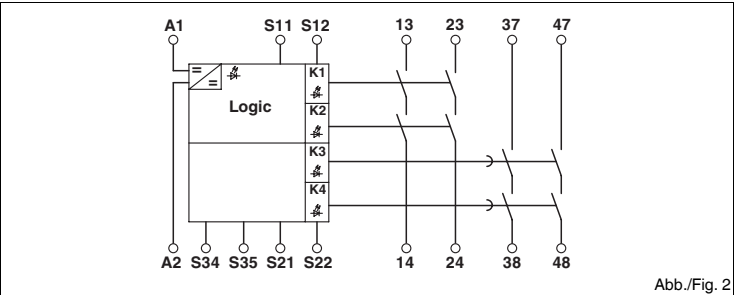 A1 S11 S12 13 23 37 47
K1
Logic
K2
K3
K4
A2 S34 S35 S21 S22 14 24 38 48
Abb./Fig. 2